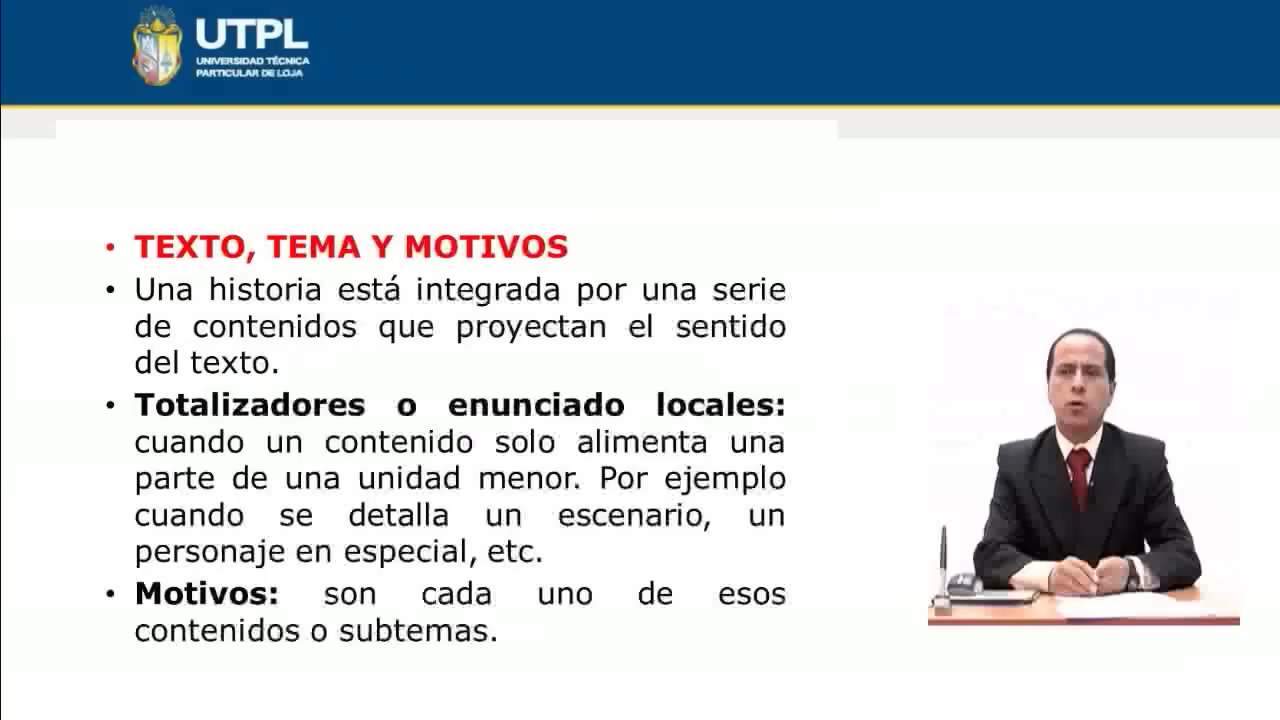 UTPL
UNIVERSIDAD TÉCNICA
PARTICULAR DE LOJA
• TEXTO, TEMA Y MOTIVOS
• Una historia está integrada por una serie
de contenidos que proyectan el sentido
del texto.
• Totalizadores o enunciado locales:
cuando un contenido solo alimenta una
parte de una unidad menor. Por ejemplo
cuando se detalla un escenario, un
personaje en especial, etc.
• Motivos: son cada uno de esos
contenidos o subtemas.